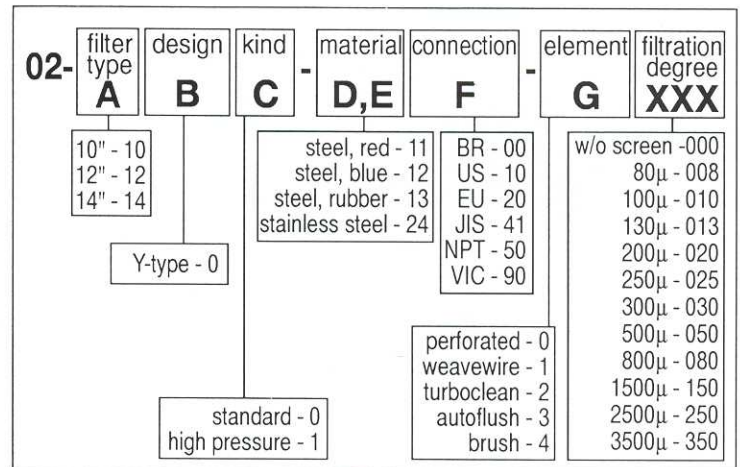 02-
filter type
A
design
B
kind
C
-
material
D,E
connection
F
-
element
G
filtration degree
XXX
10" - 10
12" - 12
14" - 14
Y-type - 0
standard - 0
high pressure - 1
steel, red - 11
steel, blue - 12
steel, rubber - 13
stainless steel - 24
BR - 00
US - 10
EU - 20
JIS - 41
NPT - 50
VIC - 90
perforated - 0
weavewire - 1
turboclean - 2
autoflush - 3
brush - 4
w/o screen -000
80µ - 008
100µ - 010
130µ - 013
200µ - 020
250µ - 025
300µ - 030
500µ - 050
800µ - 080
1500µ - 150
2500µ - 250
3500µ - 350